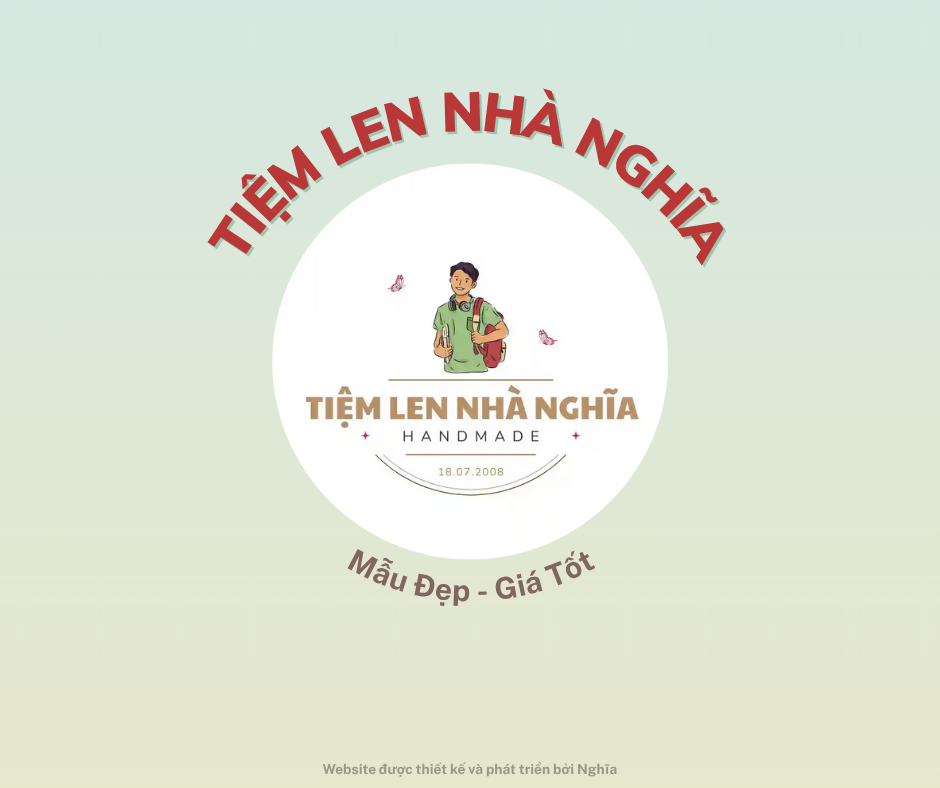 TIỆM LEN NHÀ NGHĨA
TIỆM LEN NHÀ NGHĨA
HANDMADE
18.07.2008
Mẫu Đẹp - Giá Tốt
Website được thiết kế và phát triển bởi Nghĩa